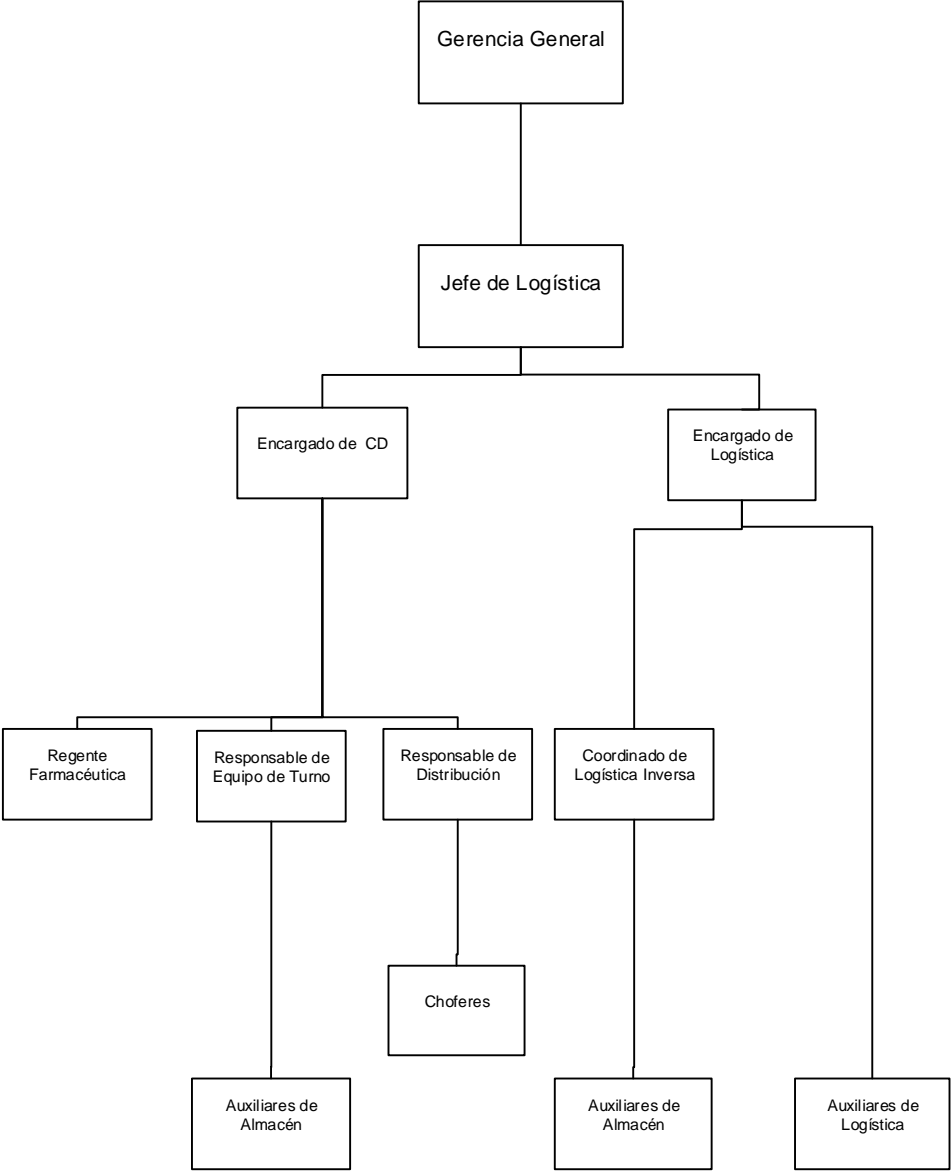 Gerencia General
Jefe de Logística
Encargado de CD
Encargado de
Logística
Regente
Farmacéutica
Responsable de
Equipo de Turno
Responsable de
Distribución
Coordinado de
Logística Inversa
Choferes
Auxiliares de
Almacén
Auxiliares de
Almacén
Auxiliares de
Logística